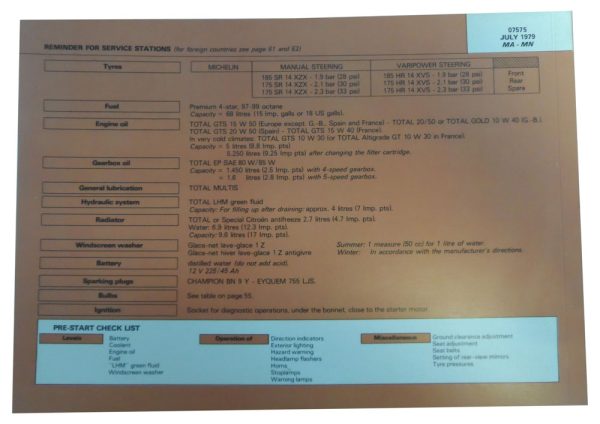 07575
JULY 1979
MA - MN
REMINDER FOR SERVICE STATIONS (for foreign countries see page 61 and 63)
Tyres MICHELIN MANUAL STEERING VARIPOWER STEERING
185 SR 14 XZX - 1.9 bar (28 psi) 185 HR 14 XVS - 1.9 bar (28 psi) Front
175 SR 14 XZX - 2.1 bar (30 psi) 175 HR 14 XVS - 2.1 bar (30 psi) Rear
175 SR 14 XZX - 2.3 bar (33 psi) 175 HR 14 XVS - 2.3 bar (33 psi) Spare
Fuel Premium 4-star, 97-99 octane
Capacity = 68 litres (15 Imp. galls or 18 US galls).
Engine oil TOTAL GTS 15 W 50 (Europe except G.-B., Spain and France) - TOTAL 20/50 or TOTAL GOLD 10 W 40 (G.-B.).
TOTAL GTS 20 W 50 (Spain) - TOTAL GTS 15 W 40 (France).
In very cold climates: TOTAL GTS 10 W 30 (or TOTAL Altigrade GT 10 W 30 in France).
Capacity = 5 litres (8.8 Imp. pts)
5.250 litres (9.25 Imp pts) after changing the filter cartridge.
Gearbox oil TOTAL EP SAE 80 W/85 W
Capacity = 1.450 litres (2.5 Imp. pts) with 4-speed gearbox.
= 1.6 litres (2.8 Imp. pts) with 5-speed gearbox.
General lubrication TOTAL MULTIS
Hydraulic system TOTAL LHM green fluid
Capacity: For filling up after draining: approx. 4 litres (7 Imp. pts).
Radiator TOTAL or Special Citroën antifreeze 2.7 litres (4.7 Imp. pts).
Water: 6.9 litres (12.3 Imp. pts).
Capacity: 9.6 litres (17 Imp. pts).
Windscreen washer Glace-net lave-glace 1 Z Summer: 1 measure (50 cc) for 1 litre of water.
Glace-net hiver lave-glace 1 Z antigivre Winter: In accordance with the manufacturer's directions.
Battery distilled water (do not add acid).
12 V 225/45 Ah
Sparking plugs CHAMPION BN 9 Y - EYQUEM 755 LJS.
Bulbs See table on page 55.
Ignition Socket for diagnostic operations, under the bonnet, close to the starter motor.
PRE-START CHECK LIST
Levels Battery Operation of Direction indicators Miscellaneous Ground clearance adjustment
Coolant Exterior lighting Seat adjustment
Engine oil Hazard warning Seat belts
Fuel Headlamp flashers Setting of rear-view mirrors
"LHM" green fluid Horns Tyre pressures
Windscreen washer Stoplamps
Warning lamps